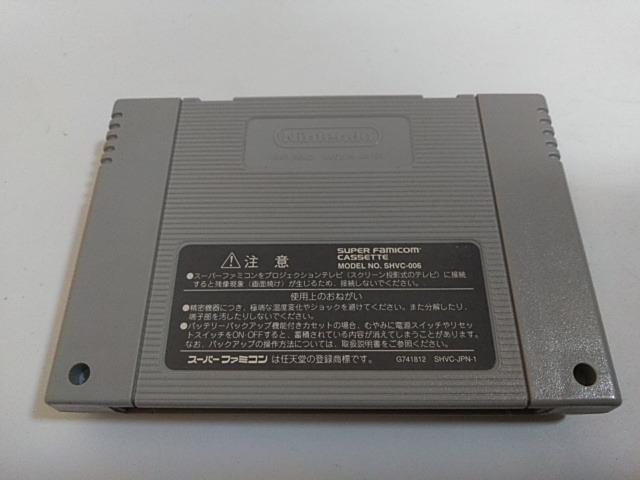 Nintendo
⚠注意
SUPER FAMICOM
CASSETTE
MODEL NO. SHVC-006
●スーパーファミコンをプロジェクションテレビ(スクリーン投影式のテレビ)に接続
すると残像現象(画面焼け)が生じるため、接続しないでください。
使用上のおねがい
●精密機器につき、極端な温度変化やショックを避けてください。また分解したり、
端子部を汚したりしないでください。
●バッテリーバックアップ機能付きカセットの場合、むやみに電源スイッチやリセッ
トスイッチをON・OFFすると、蓄積されている内容が消えてしまうことがあります。
なお、バックアップの操作方法については、取扱説明書をご参照ください。
スーパーファミコンは任天堂の登録商標です。
G741812 SHVC-JPN-1